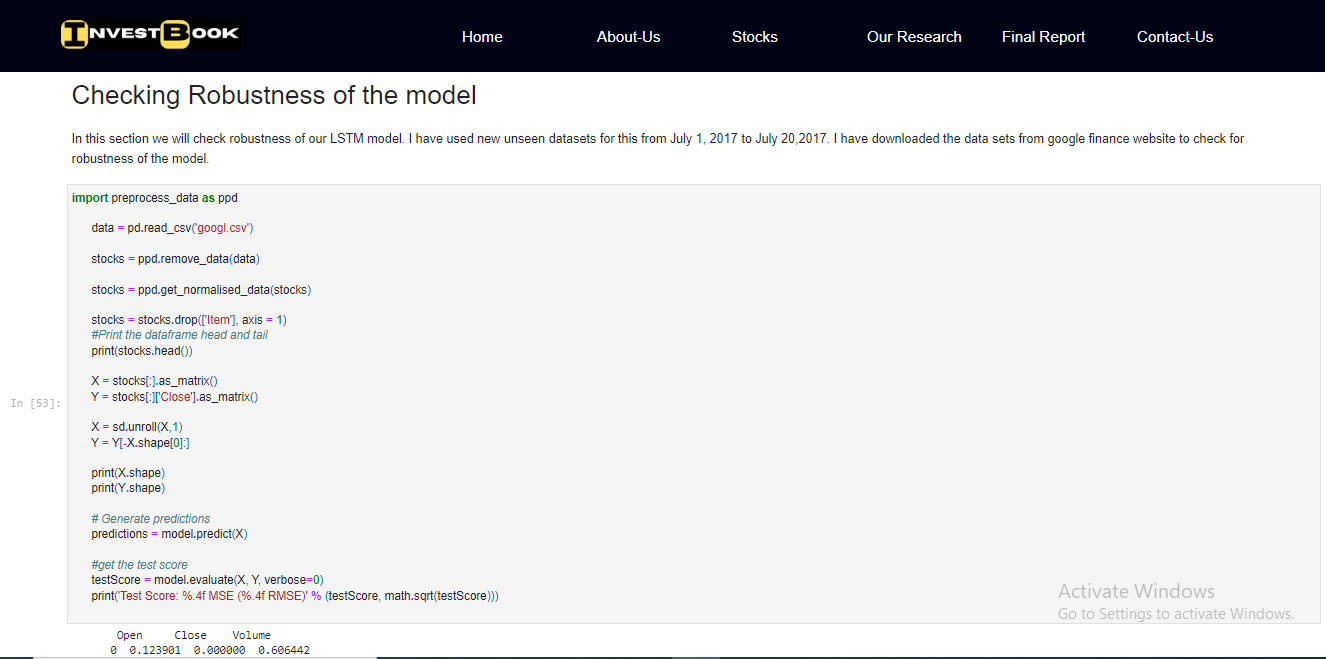 INVESTBOOK
Home About-Us Stocks Our Research Final Report Contact-Us
Checking Robustness of the model
In this section we will check robustness of our LSTM model. I have used new unseen datasets for this from July 1, 2017 to July 20,2017. I have downloaded the data sets from google finance website to check for
robustness of the model.
import preprocess_data as ppd
data = pd.read_csv('googl.csv')
stocks = ppd.remove_data(data)
stocks = ppd.get_normalised_data(stocks)
stocks = stocks.drop(['Item'], axis = 1)
#Print the dataframe head and tail
print(stocks.head())
X = stocks[:].as_matrix()
Y = stocks[:]['Close'].as_matrix()
In [53]:
X = sd.unroll(X,1)
Y = Y[-X.shape[0]:]
print(X.shape)
print(Y.shape)
# Generate predictions
predictions = model.predict(X)
#get the test score
testScore = model.evaluate(X, Y, verbose=0)
print('Test Score: %.4f MSE (%.4f RMSE)' % (testScore, math.sqrt(testScore)))
Activate Windows
Go to Settings to activate Windows.
Open Close Volume
0 0.123901 0.000000 0.606442